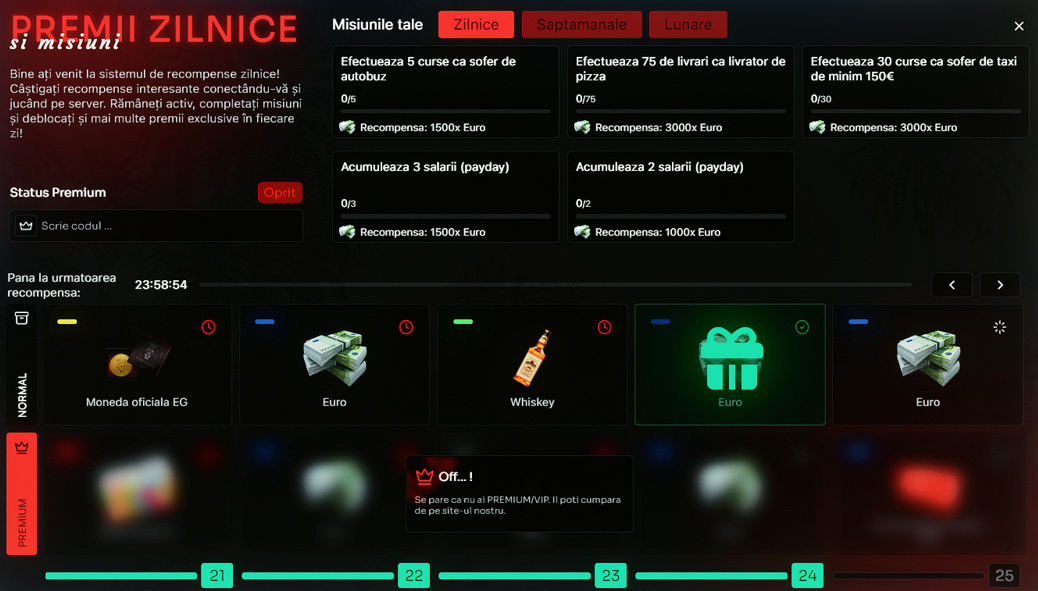 PREMII ZILNICE
si misiuni
Bine ați venit la sistemul de recompense zilnice!
Câștigați recompense interesante conectându-vă și
jucând pe server. Rămâneți activ, completați misiuni
și deblocați și mai multe premii exclusive în fiecare
zi!
Status Premium
Oprit
Scrie codul ...
Misiunile tale
Zilnice
Saptamanale
Lunare
Efectueaza 5 curse ca sofer de
autobuz
0/5
Recompensa: 1500x Euro
Efectueaza 75 de livrari ca livrator de
pizza
0/75
Recompensa: 3000x Euro
Efectueaza 30 curse ca sofer de taxi
de minim 150€
0/30
Recompensa: 3000x Euro
Acumuleaza 3 salarii (payday)
0/3
Recompensa: 1500x Euro
Acumuleaza 2 salarii (payday)
0/2
Recompensa: 1000x Euro
Pana la urmatoarea
recompensa:
23:58:54
NORMAL
Moneda oficiala EG
Euro
Whiskey
Euro
Euro
PREMIUM
Off... !
Se pare ca nu ai PREMIUM/VIP. Il poti cumpara
de pe site-ul nostru.
21
22
23
24
25